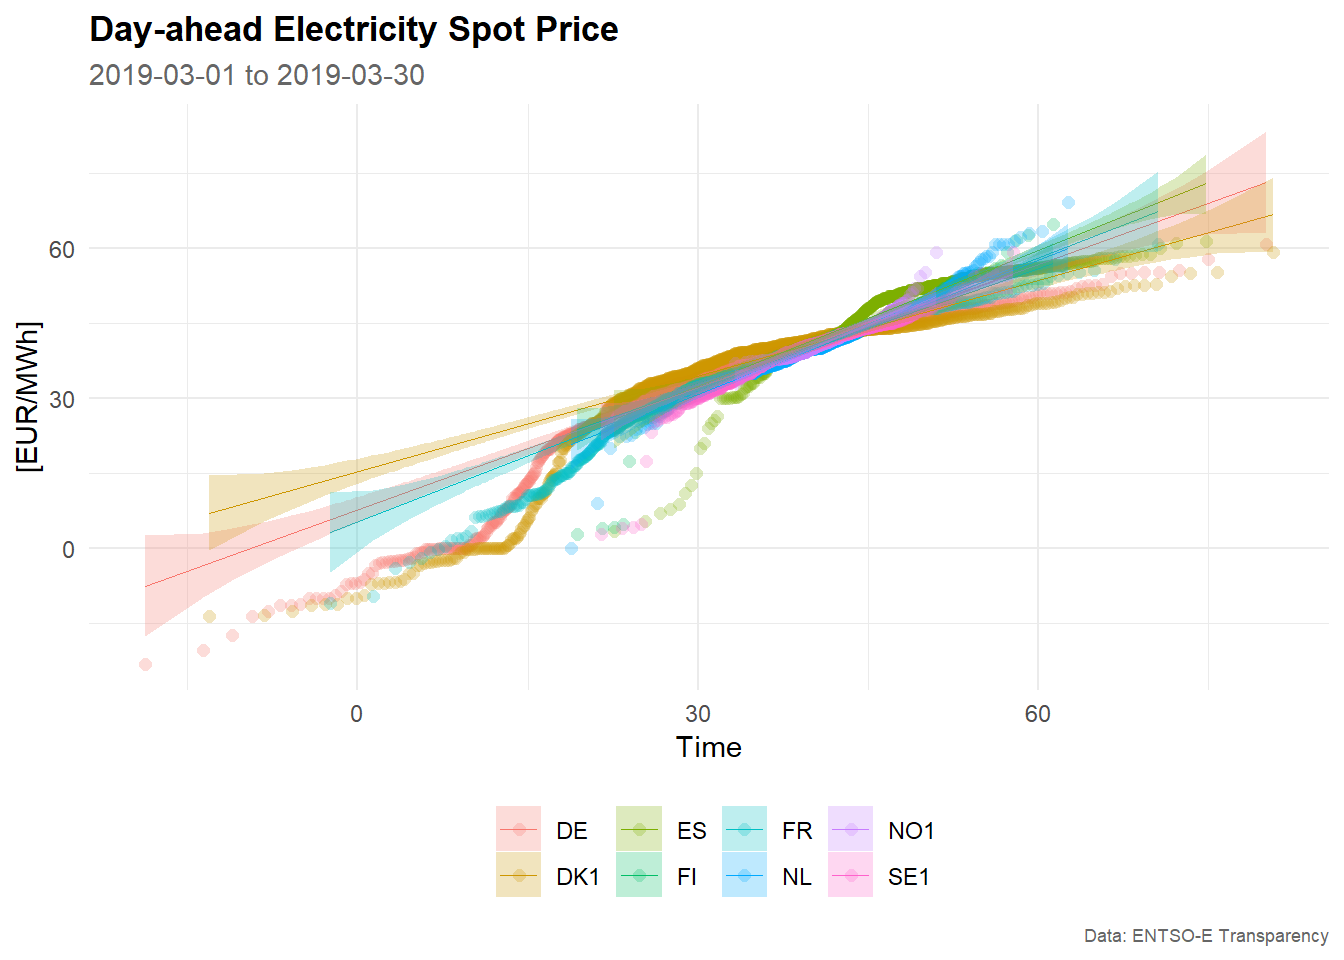 Day-ahead Electricity Spot Price
2019-03-01 to 2019-03-30
[EUR/MWh]
60
30
0
0
30
60
Time
DE
ES
FR
NO1
DK1
FI
NL
SE1
Data: ENTSO-E Transparency